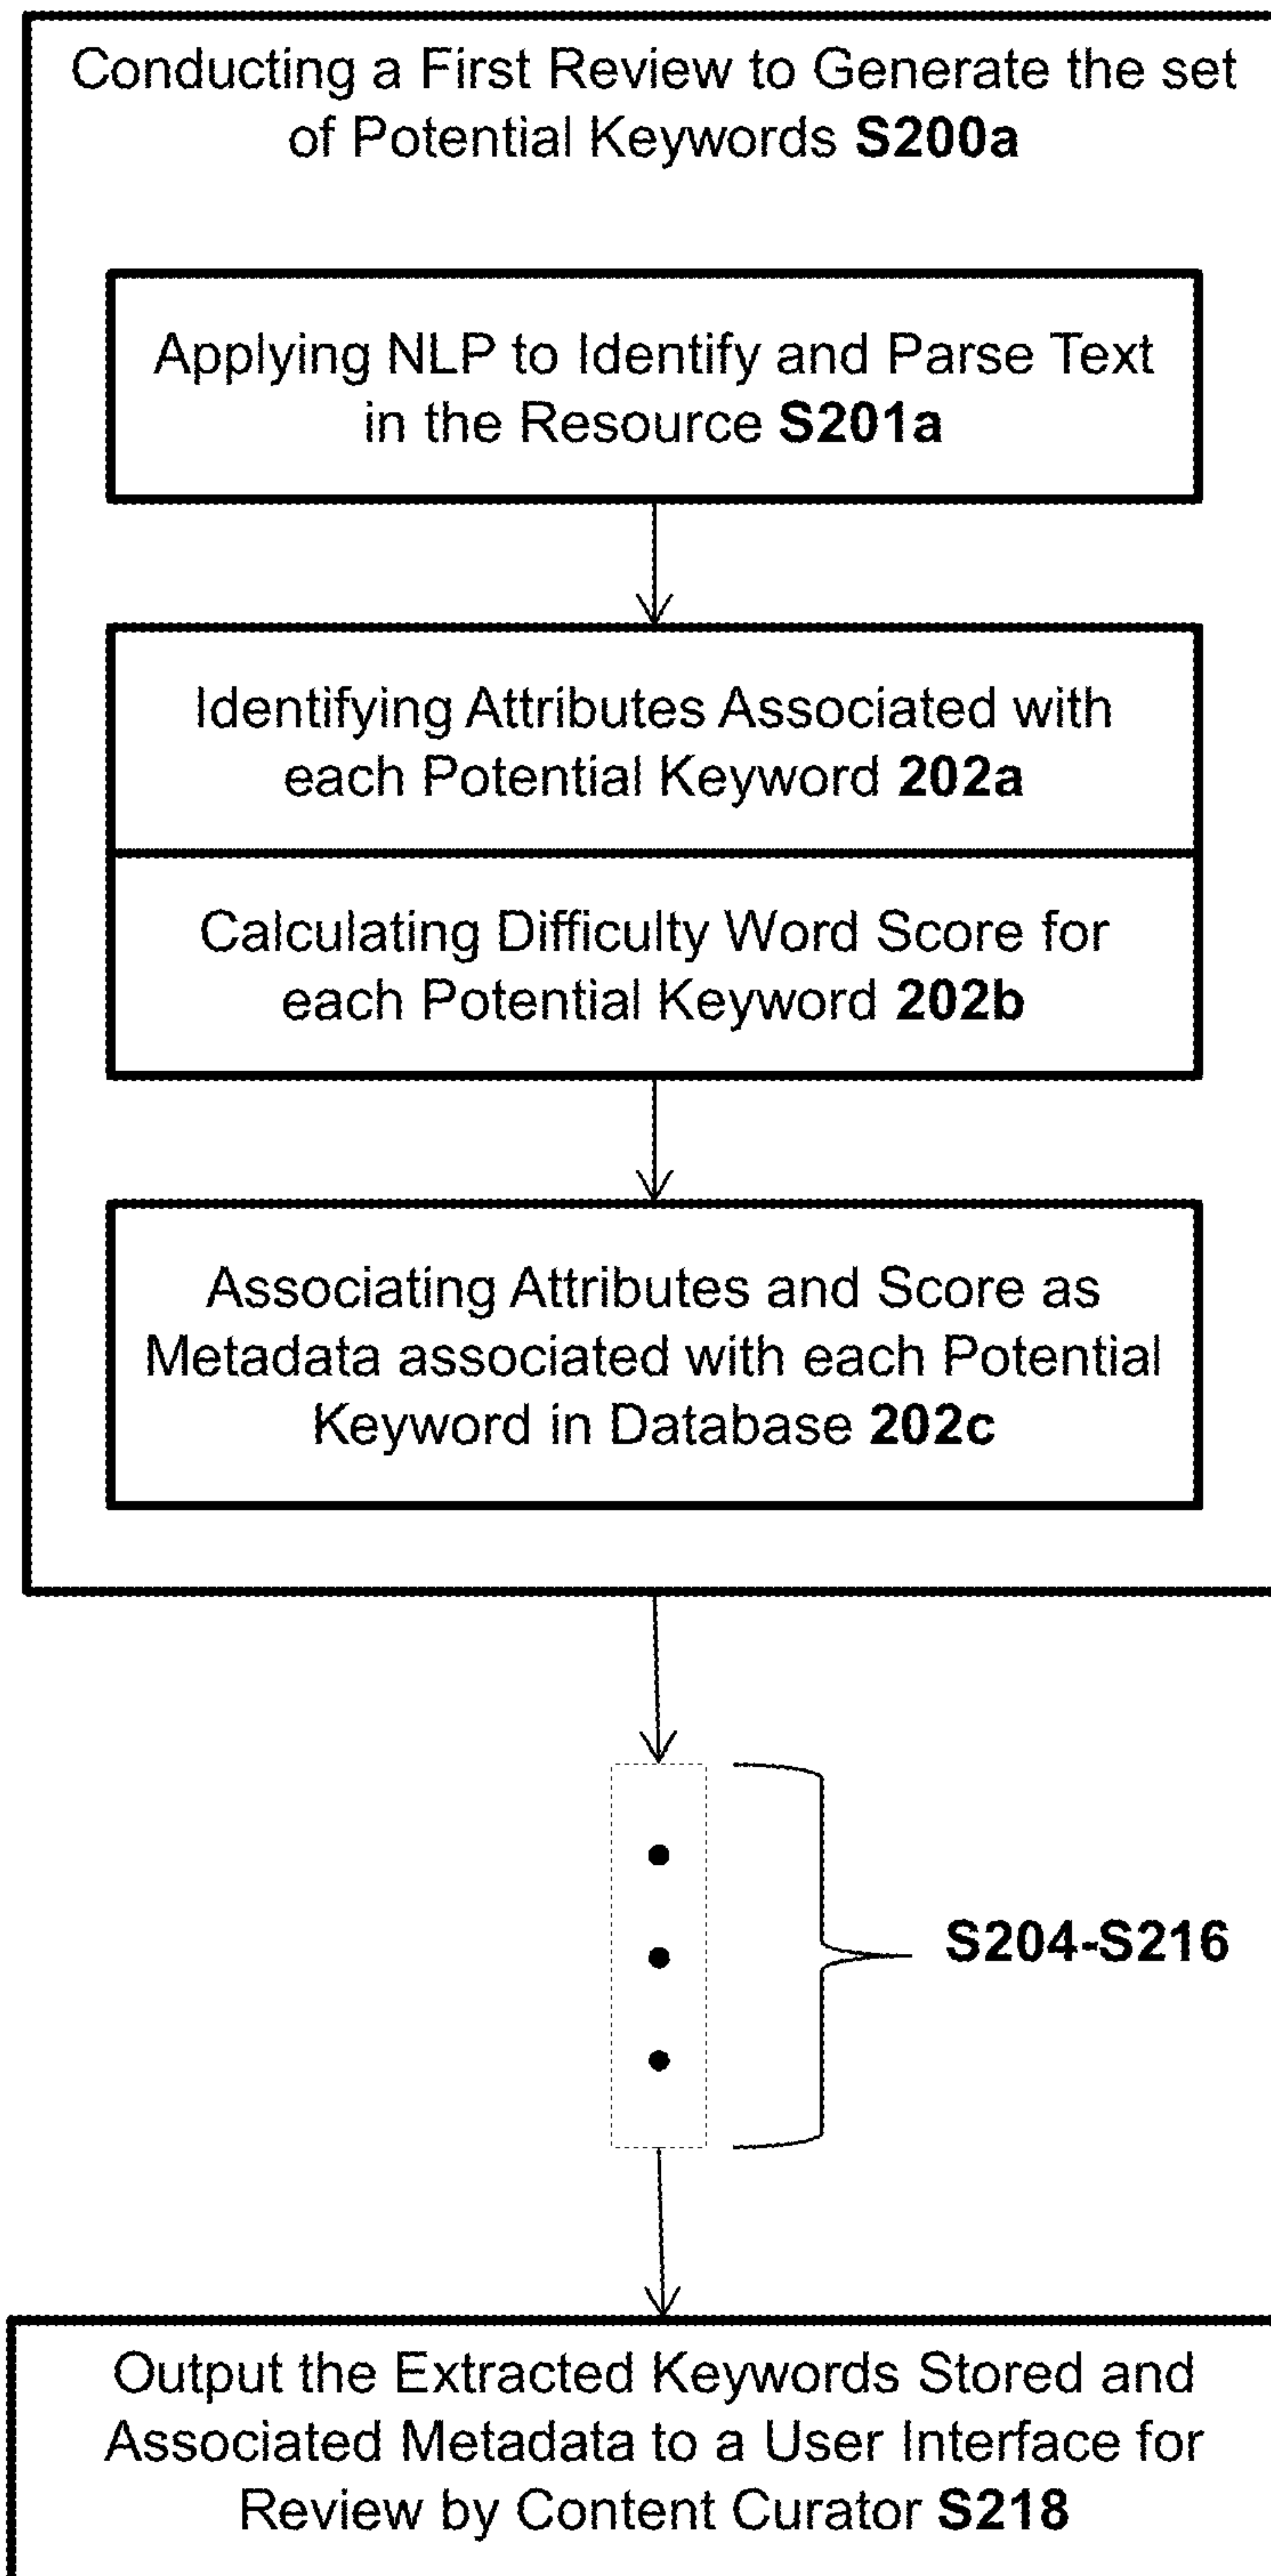 Conducting a First Review to Generate the set
of Potential Keywords S200a
Applying NLP to Identify and Parse Text
in the Resource S201a
Identifying Attributes Associated with
each Potential Keyword 202a
Calculating Difficulty Word Score for
each Potential Keyword 202b
Associating Attributes and Score as
Metadata associated with each Potential
Keyword in Database 202c
S204-S216
Output the Extracted Keywords Stored and
Associated Metadata to a User Interface for
Review by Content Curator S218